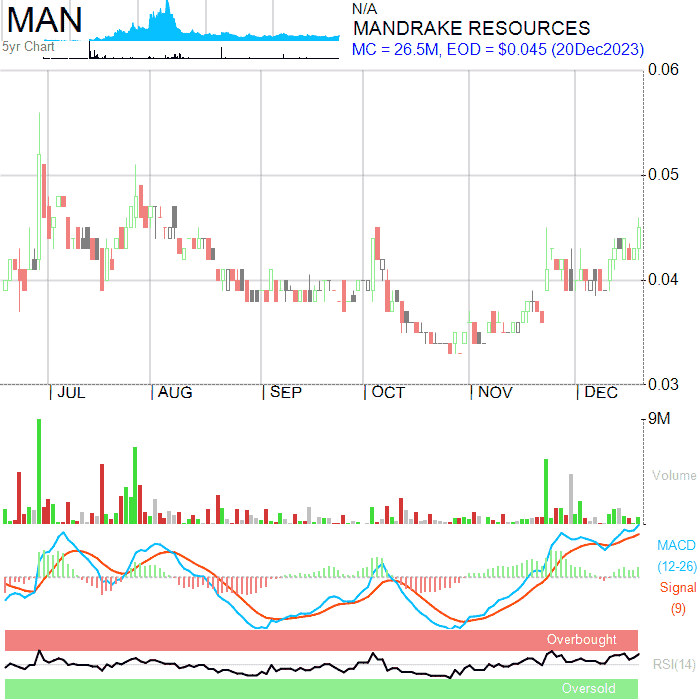 MAN
5yr Chart
N/A
MANDRAKE RESOURCES
MC = 26.5M, EOD = $0.045 (20Dec2023)
0.06
0.05
0.04
0.03
JUL AUG SEP OCT NOV DEC
9M
Volume
MACD
(12-26)
Signal
(9)
Overbought
RSI(14)
Oversold